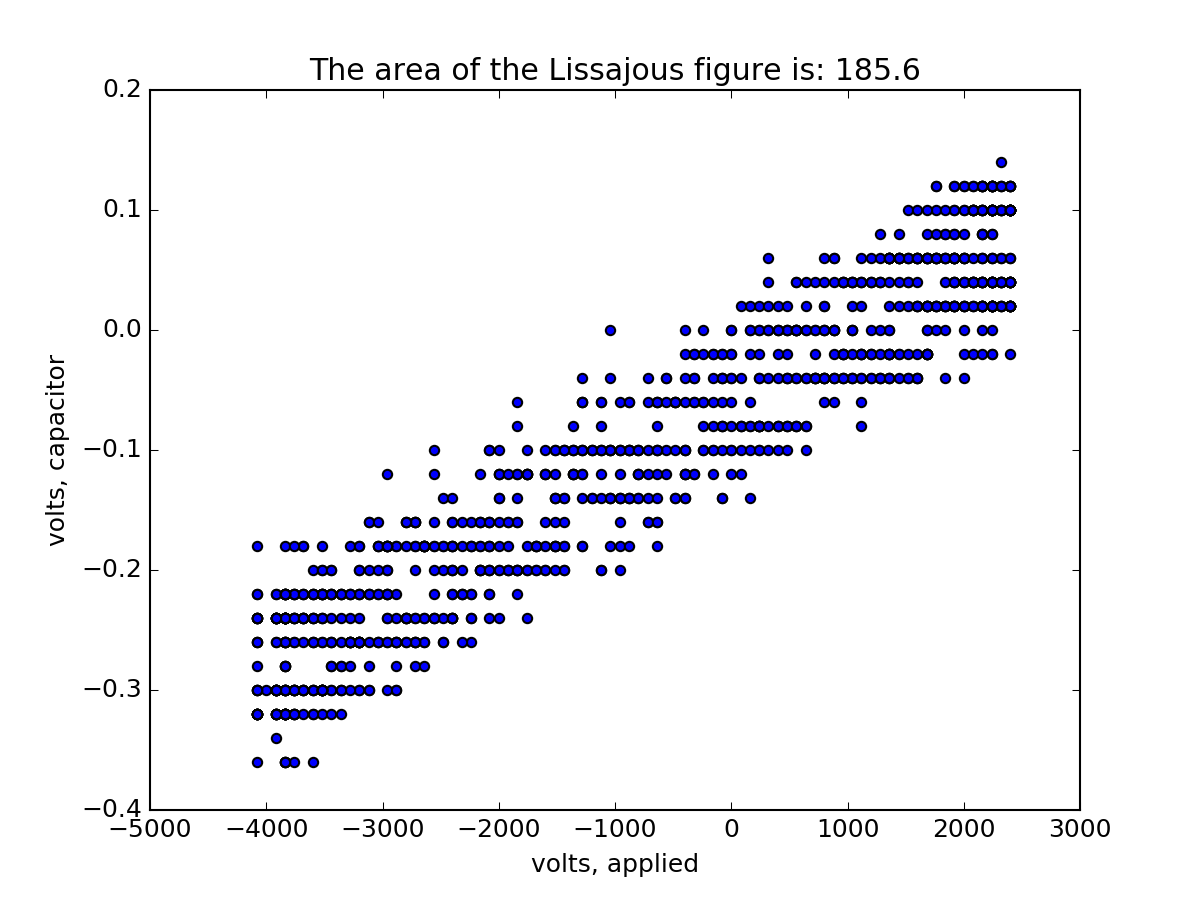 The area of the Lissajous figure is: 185.6
0.2
0.1
0.0
−0.1
−0.2
−0.3
−0.4
volts, capacitor
−5000 −4000 −3000 −2000 −1000 0 1000 2000 3000
volts, applied